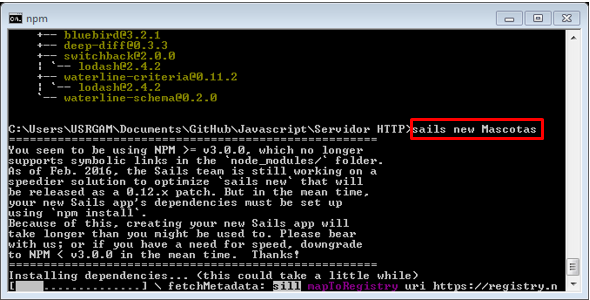 npm
+-- bluebird@3.2.1
+-- deep-diff@0.3.3
+-- switchback@2.0.0
¦ `-- lodash@2.4.2
+-- waterline-criteria@0.11.2
¦ `-- lodash@2.4.2
`-- waterline-schema@0.2.0
C:\Users\USRGAM\Documents\GitHub\Javascript\Servidor HTTP>sails new Mascotas
===================================================
You seem to be using NPM >= v3.0.0, which no longer
supports symbolic links in the `node_modules/` folder.
As of Feb. 2016, the Sails team is still working on a
speedier solution to optimize `sails new` that will
be released as a 0.12.x patch. But in the mean time,
your new Sails app's dependencies must be set up
using `npm install`.
Because of this, creating your new Sails app will
take longer than you might be used to. Please bear
with us; or if you have a need for speed, downgrade
to NPM < v3.0.0 in the mean time.  Thanks!
===================================================
Installing dependencies... (this could take a little while)
[   ..............] \ fetchMetadata: sill mapToRegistry uri https://registry.n